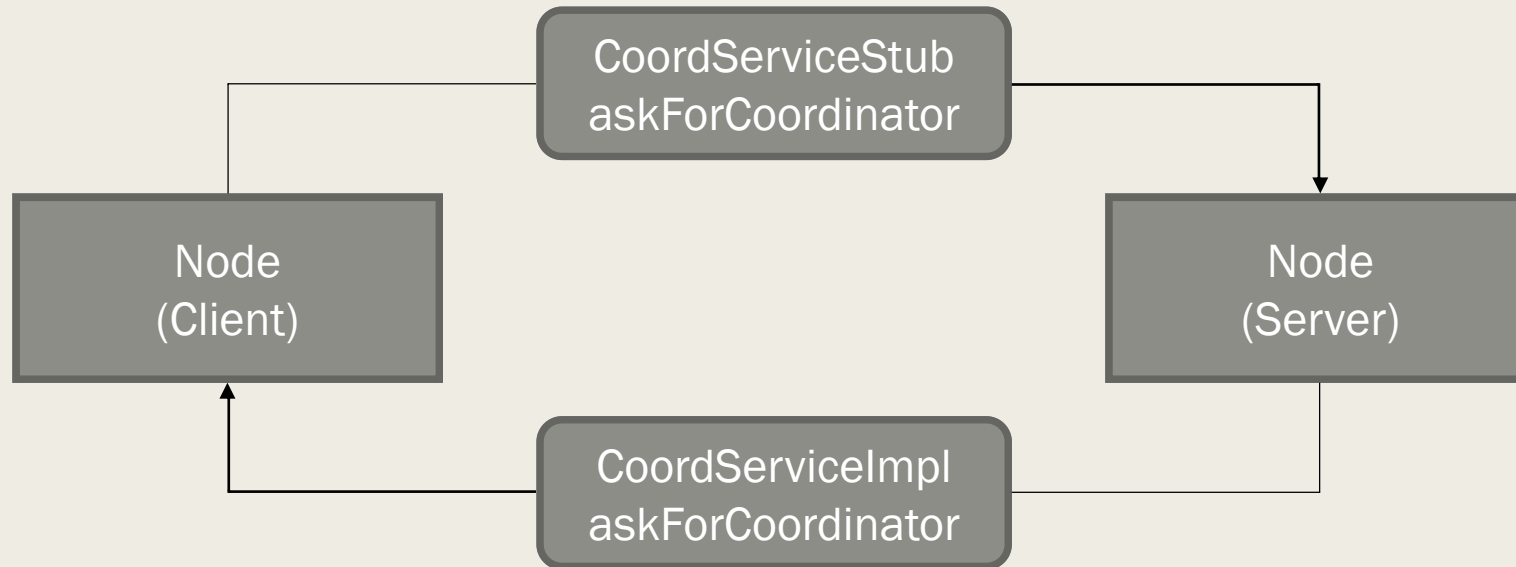 CoordServiceStub
askForCoordinator
Node
(Client)
Node
(Server)
CoordServiceImpl
askForCoordinator